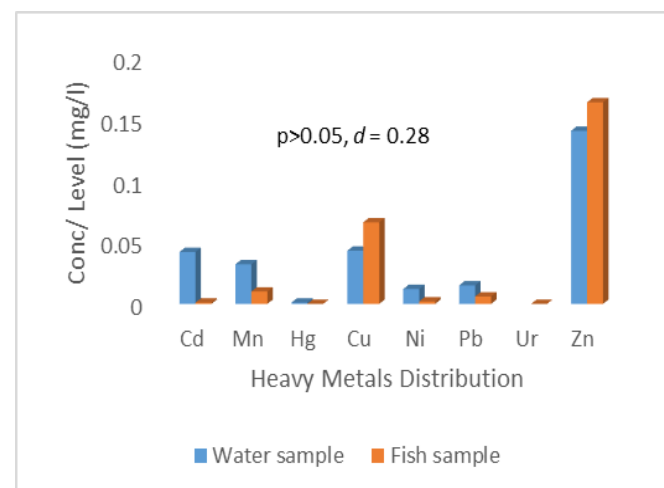 0.2
0.15
0.1
0.05
0
p>0.05, d = 0.28
Conc/ Level (mg/l)
Cd Mn Hg Cu Ni Pb Ur Zn
Heavy Metals Distribution
Water sample Fish sample